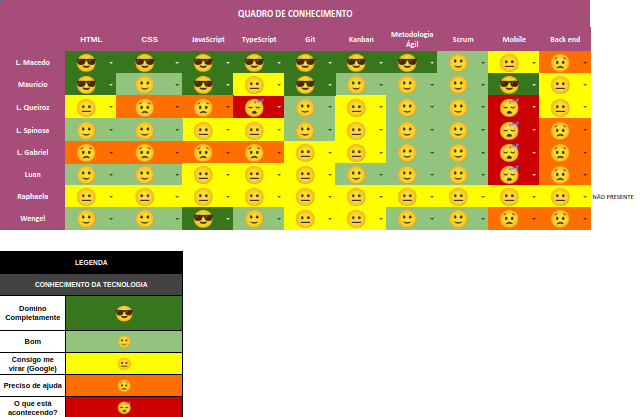 QUADRO DE CONHECIMENTO
HTML CSS JavaScript TypeScript Git Kanban Metodologia Ágil Scrum Mobile Back end
L. Macedo
Mauricio
L. Queiroz
L. Spinosa
L. Gabriel
Luan
Raphaela NÃO PRESENTE
Wengel
LEGENDA
CONHECIMENTO DA TECNOLOGIA
Domino
Completamente
Bom
Consigo me
virar (Google)
Preciso de ajuda
O que está
acontecendo?